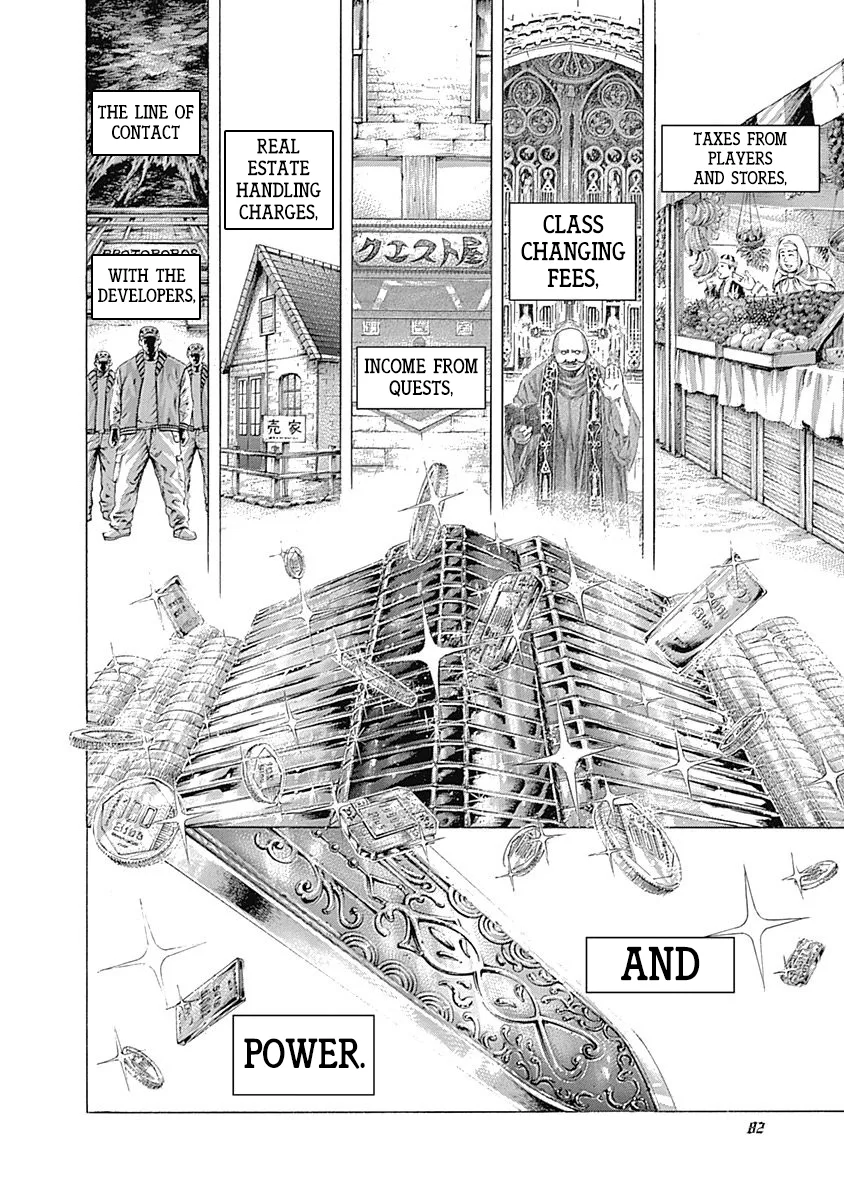 TAXES FROM
PLAYERS
AND STORES,
CLASS
CHANGING
FEES,
クエスト屋
INCOME FROM
QUESTS,
REAL
ESTATE
HANDLING
CHARGES,
売家
THE LINE OF
CONTACT
WITH THE
DEVELOPERS,
100
AND
POWER.
82